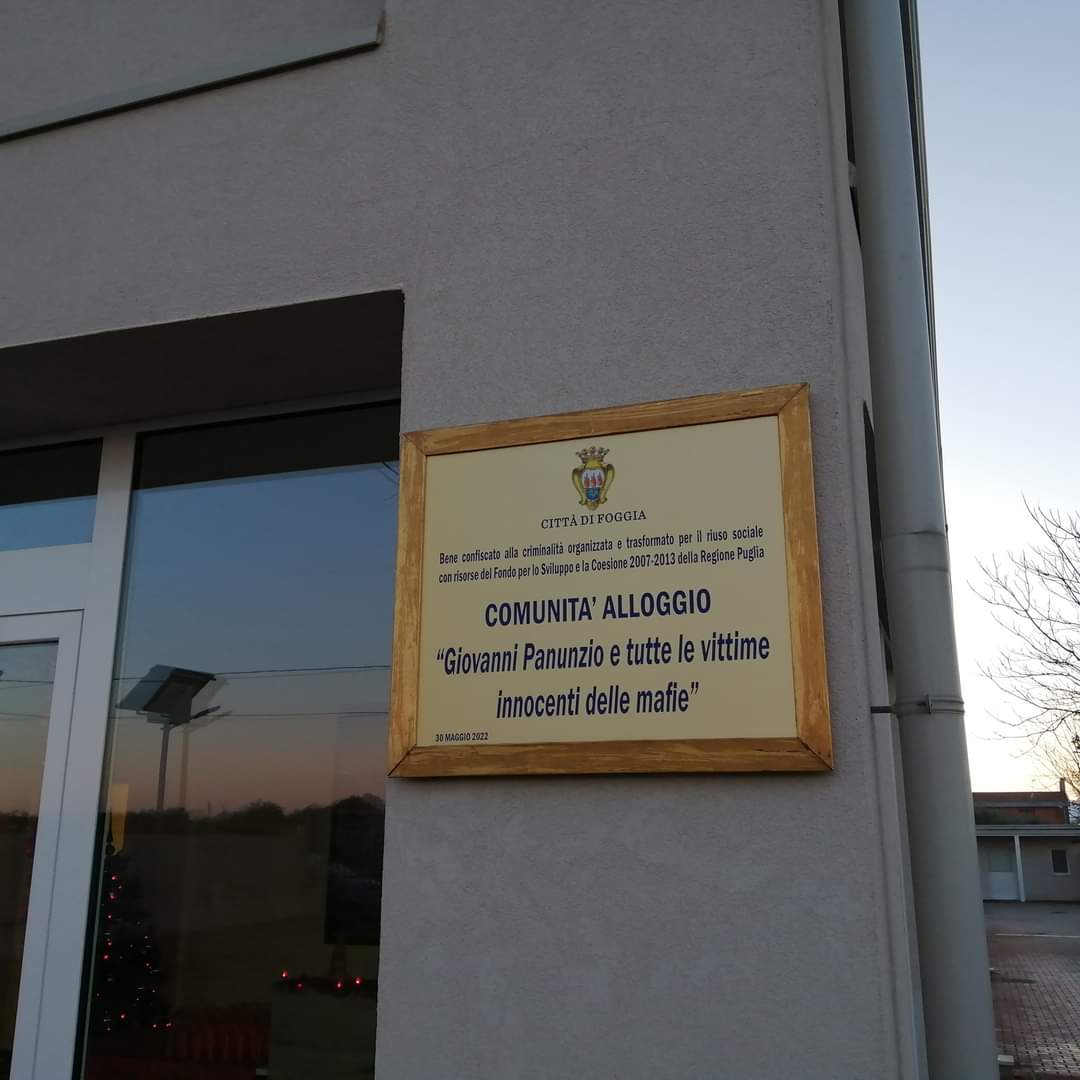 CITTÀ DI FOGGIA
Bene confiscato alla criminalità organizzata e trasformato per il riuso sociale
con risorse del Fondo per lo Sviluppo e la Coesione 2007-2013 della Regione Puglia
COMUNITA' ALLOGGIO
“Giovanni Panunzio e tutte le vittime
innocenti delle mafie”
30 MAGGIO 2022